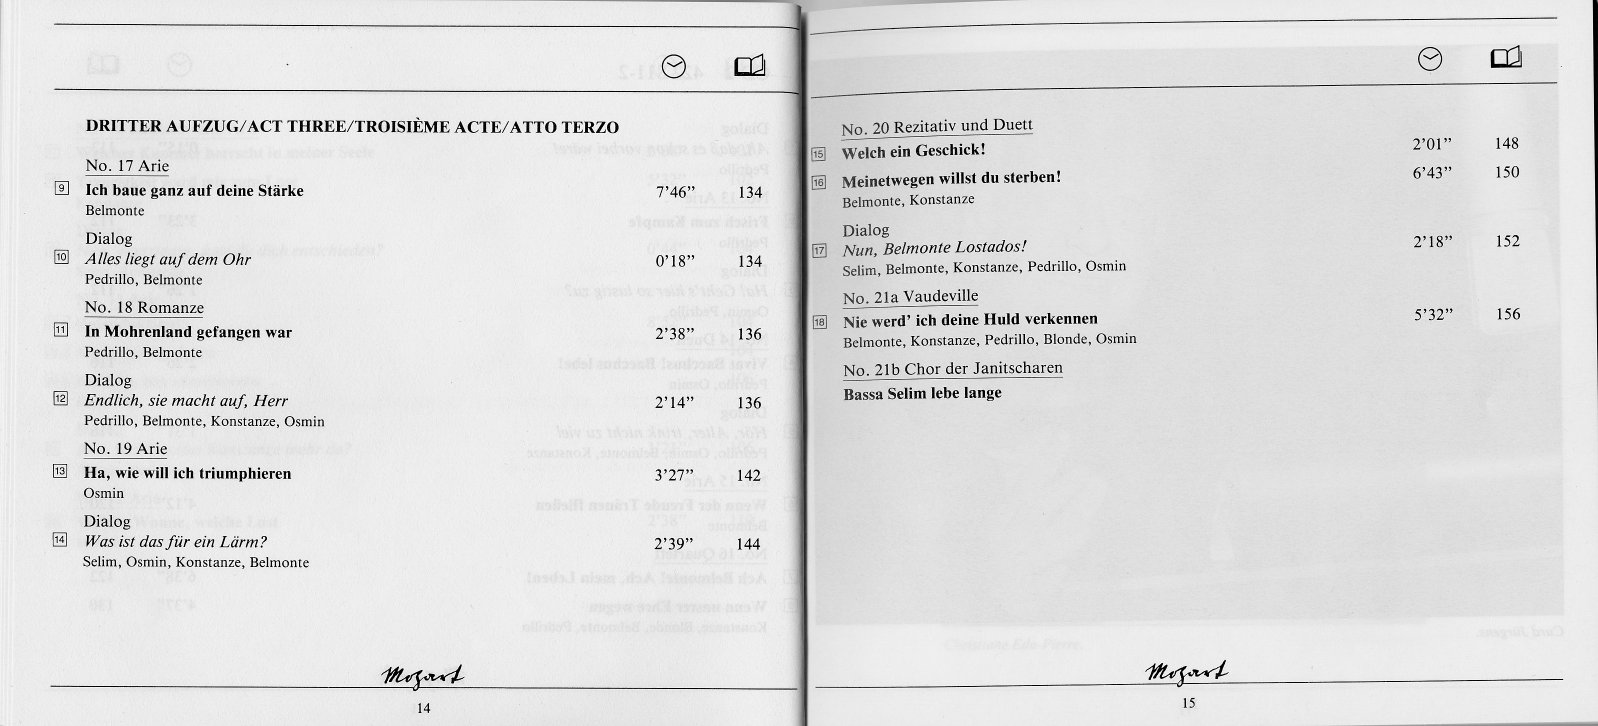 DRITTER AUFZUG/ACT THREE/TROISIÈME ACTE/ATTO TERZO
No. 17 Arie
9 Ich baue ganz auf deine Stärke 7’46” 134
Belmonte
Dialog
10 Alles liegt auf dem Ohr 0’18” 134
Pedrillo, Belmonte
No. 18 Romanze
11 In Mohrenland gefangen war 2’38” 136
Pedrillo, Belmonte
Dialog
12 Endlich, sie macht auf, Herr 2’14” 136
Pedrillo, Belmonte, Konstanze, Osmin
No. 19 Arie
13 Ha, wie will ich triumphieren 3’27” 142
Osmin
Dialog
14 Was ist das für ein Lärm? 2’39” 144
Selim, Osmin, Konstanze, Belmonte
Mozart
14
No. 20 Rezitativ und Duett
15 Welch ein Geschick! 2’01” 148
16 Meinetwegen willst du sterben! 6’43” 150
Belmonte, Konstanze
Dialog
17 Nun, Belmonte Lostados! 2’18” 152
Selim, Belmonte, Konstanze, Pedrillo, Osmin
No. 21a Vaudeville
18 Nie werd’ ich deine Huld verkennen 5’32” 156
Belmonte, Konstanze, Pedrillo, Blonde, Osmin
No. 21b Chor der Janitscharen
Bassa Selim lebe lange
Mozart
15